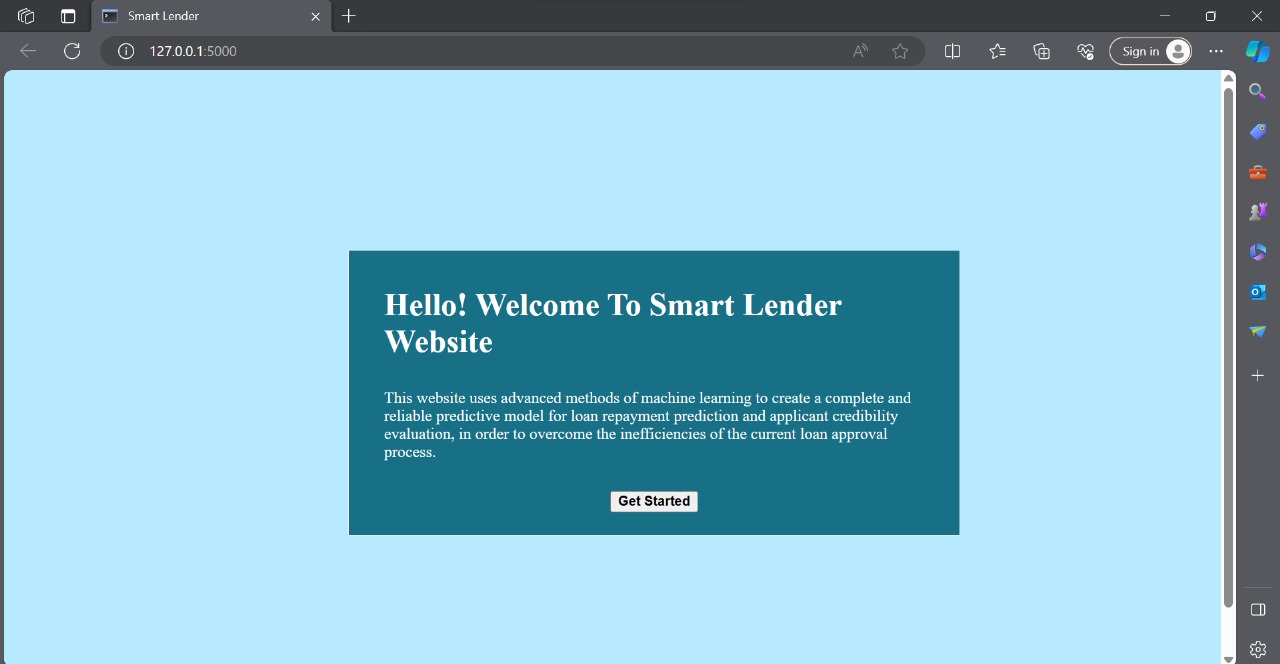 Smart Lender
127.0.0.1:5000
Sign in
Hello! Welcome To Smart Lender
Website
This website uses advanced methods of machine learning to create a complete and
reliable predictive model for loan repayment prediction and applicant credibility
evaluation, in order to overcome the inefficiencies of the current loan approval
process.
Get Started